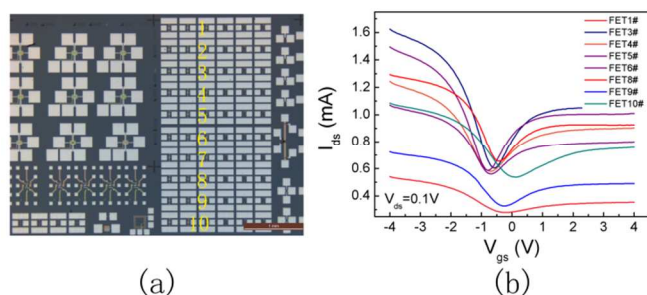 1
2
3
4
5
6
7
8
9
10
1 mm
(a)
I_ds (mA)
1.6
1.4
1.2
1.0
0.8
0.6
0.4
V_ds=0.1V
FET1#
FET3#
FET4#
FET5#
FET6#
FET8#
FET9#
FET10#
-4 -3 -2 -1 0 1 2 3 4
V_gs (V)
(b)